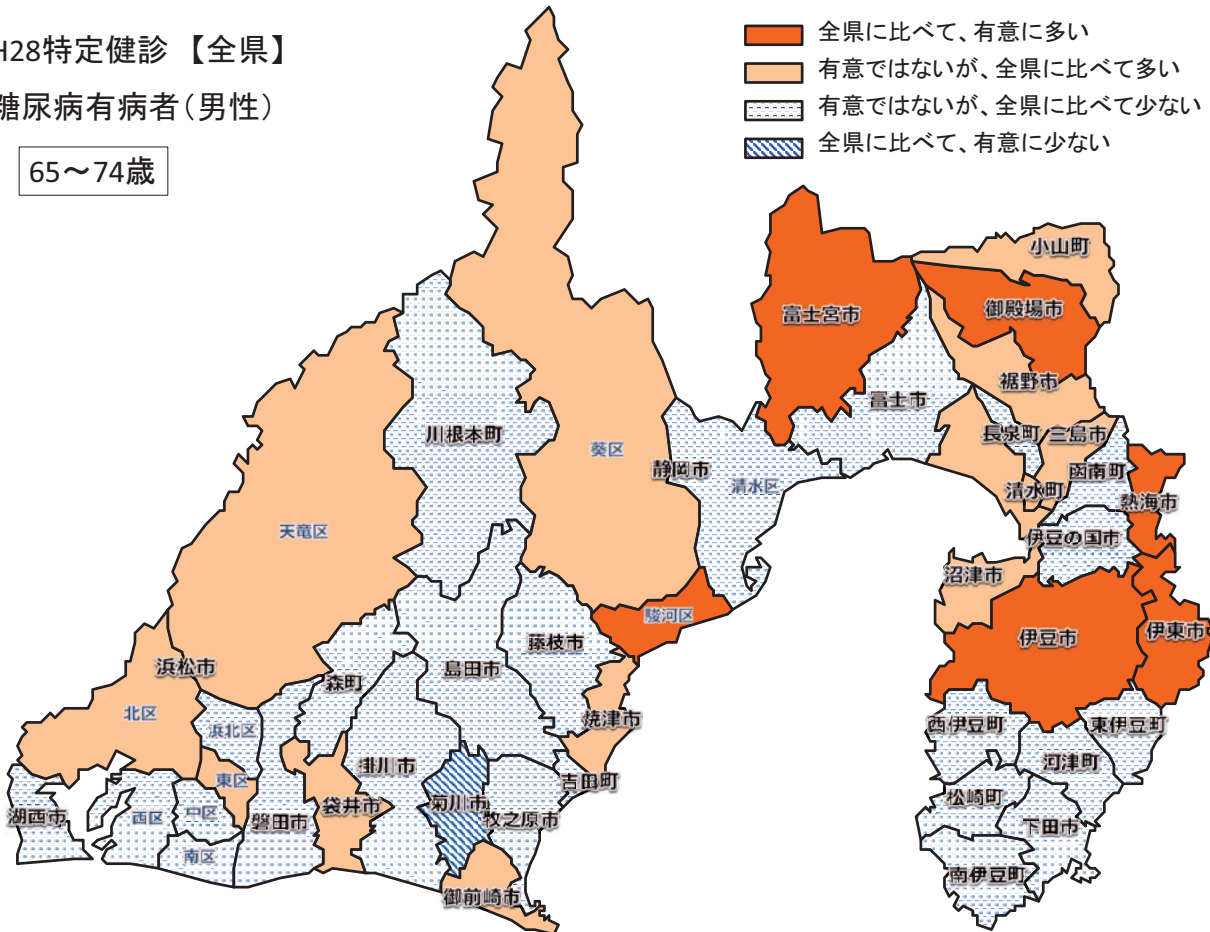 H28特定健診 【全県】
糖尿病有病者(男性)
65～74歳
全県に比べて、有意に多い
有意ではないが、全県に比べて多い
有意ではないが、全県に比べて少ない
全県に比べて、有意に少ない
小山町
御殿場市
富士宮市
裾野市
富士市
川根本町
長泉町
三島市
葵区
静岡市
函南町
清水区
清水町
熱海市
天竜区
伊豆の国市
沼津市
駿河区
伊豆市
伊東市
藤枝市
島田市
浜松市
森町
北区
焼津市
西伊豆町
東伊豆町
浜北区
掛川市
河津町
東区
吉田町
菊川市
袋井市
松崎町
湖西市
西区
中区
磐田市
牧之原市
下田市
南区
南伊豆町
御前崎市